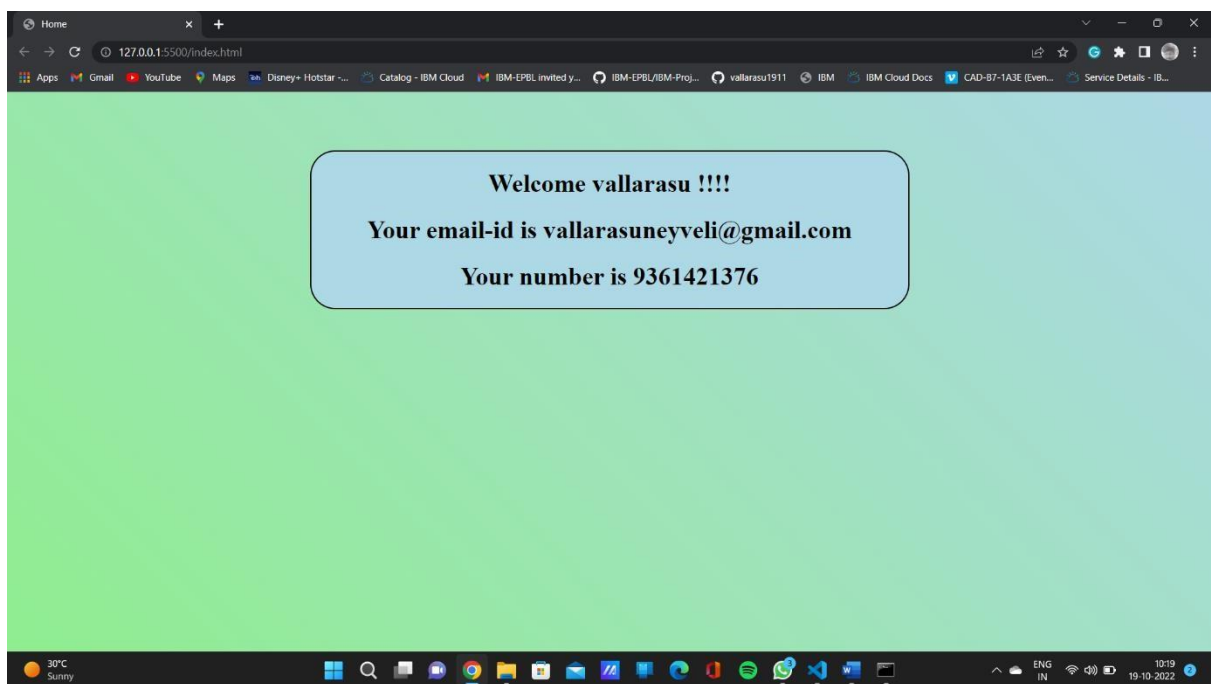 Home
127.0.0.1:5500/index.html
Apps Gmail YouTube Maps Disney+ Hotstar -... Catalog - IBM Cloud IBM-EPBL invited y... IBM-EPBL/IBM-Proj... vallarasu1911 IBM IBM Cloud Docs CAD-B7-1A3E (Even... Service Details - IB...
Welcome vallarasu !!!!
Your email-id is vallarasuneyveli@gmail.com
Your number is 9361421376
30°C
Sunny
ENG
IN
10:19
19-10-2022